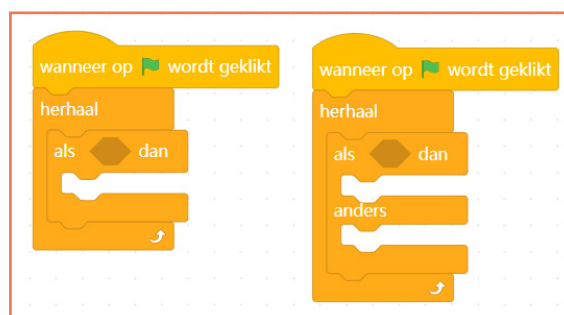 wanneer op wordt geklikt
herhaal
als dan
wanneer op wordt geklikt
herhaal
als dan
anders